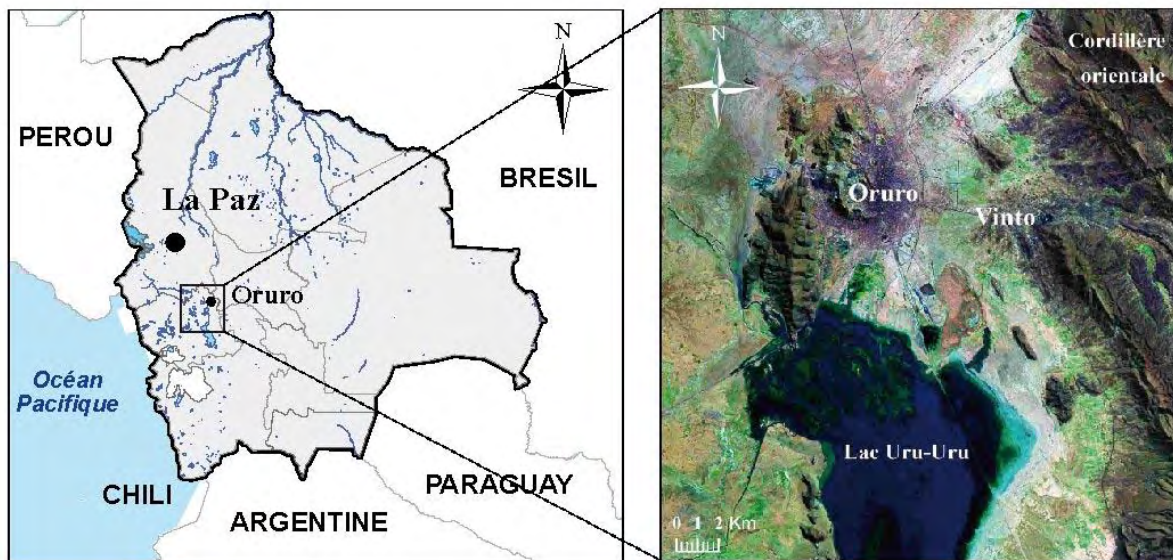 N
PEROU
BRESIL
La Paz
Oruro
Océan
Pacifique
CHILI
PARAGUAY
ARGENTINE
N
Cordillère
orientale
Oruro
Vinto
Lac Uru-Uru
0 1 2 Km